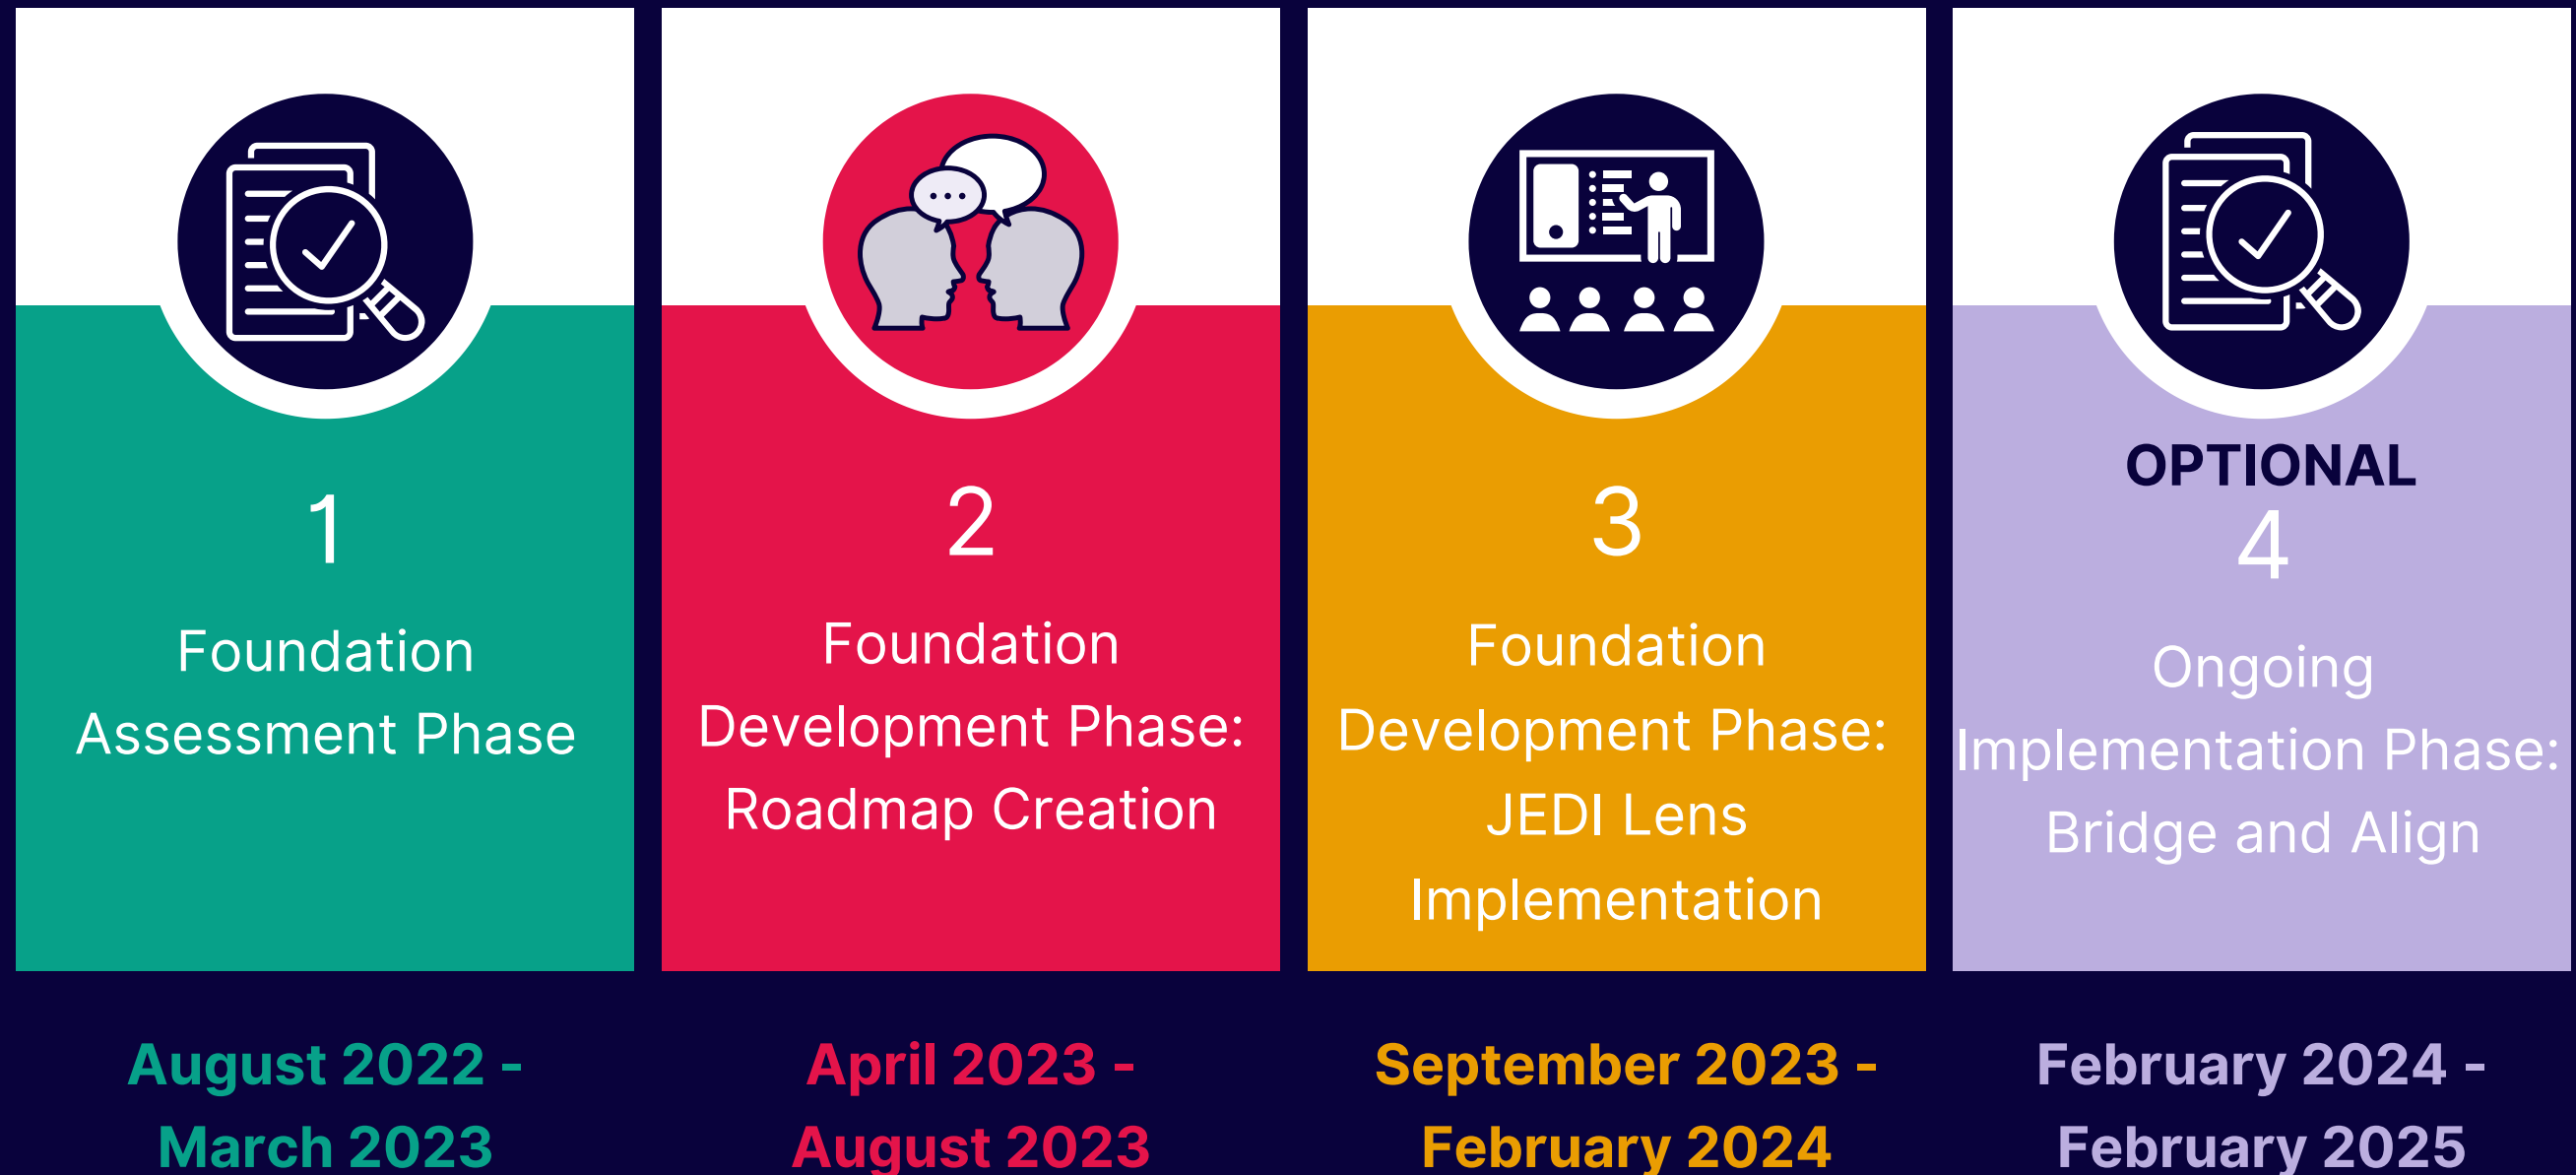 1
Foundation
Assessment Phase
August 2022 -
March 2023
2
Foundation
Development Phase:
Roadmap Creation
April 2023 -
August 2023
3
Foundation
Development Phase:
JEDI Lens
Implementation
September 2023 -
February 2024
OPTIONAL
4
Ongoing
Implementation Phase:
Bridge and Align
February 2024 -
February 2025